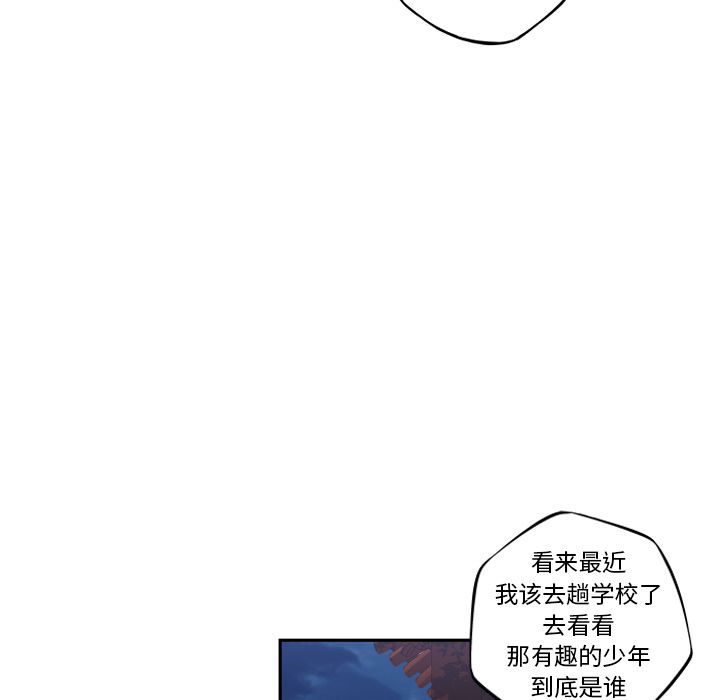 看来最近
我该去趟学校了
去看看
那有趣的少年
到底是谁